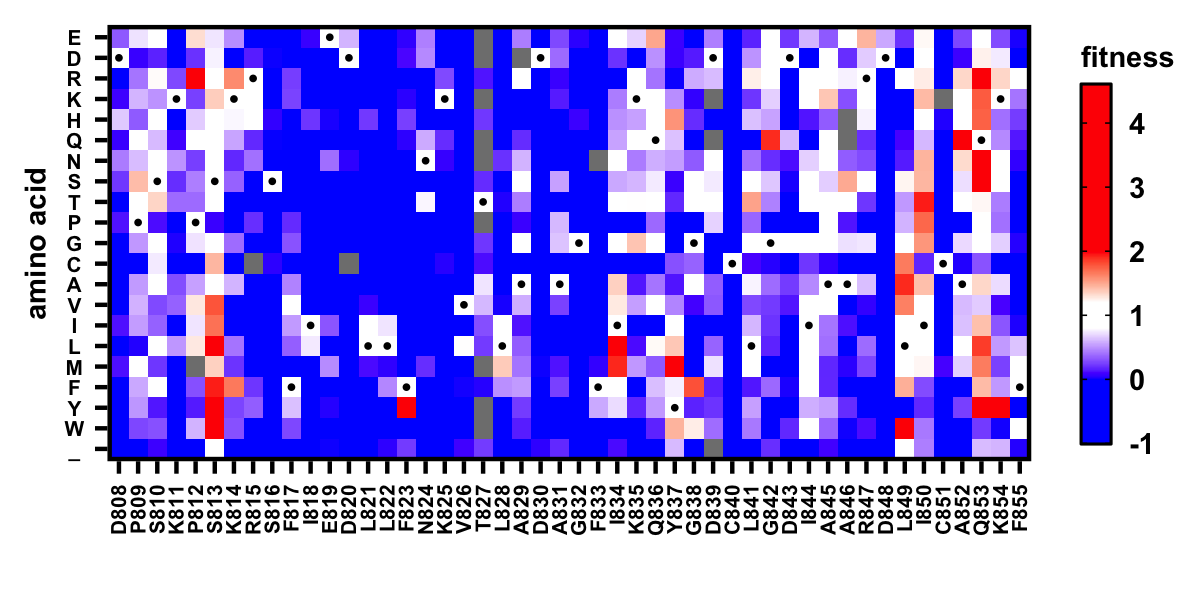 fitness
E
D
R
K
H
Q
N
S
T
P
G
C
A
V
I
L
M
F
Y
W
_
amino acid
4
3
2
1
0
-1
D808
P809
S810
K811
P812
S813
K814
R815
S816
F817
I818
E819
D820
L821
L822
F823
N824
K825
V826
T827
L828
A829
D830
A831
G832
F833
I834
K835
Q836
Y837
G838
D839
C840
L841
G842
D843
I844
A845
A846
R847
D848
L849
I850
C851
A852
Q853
K854
F855